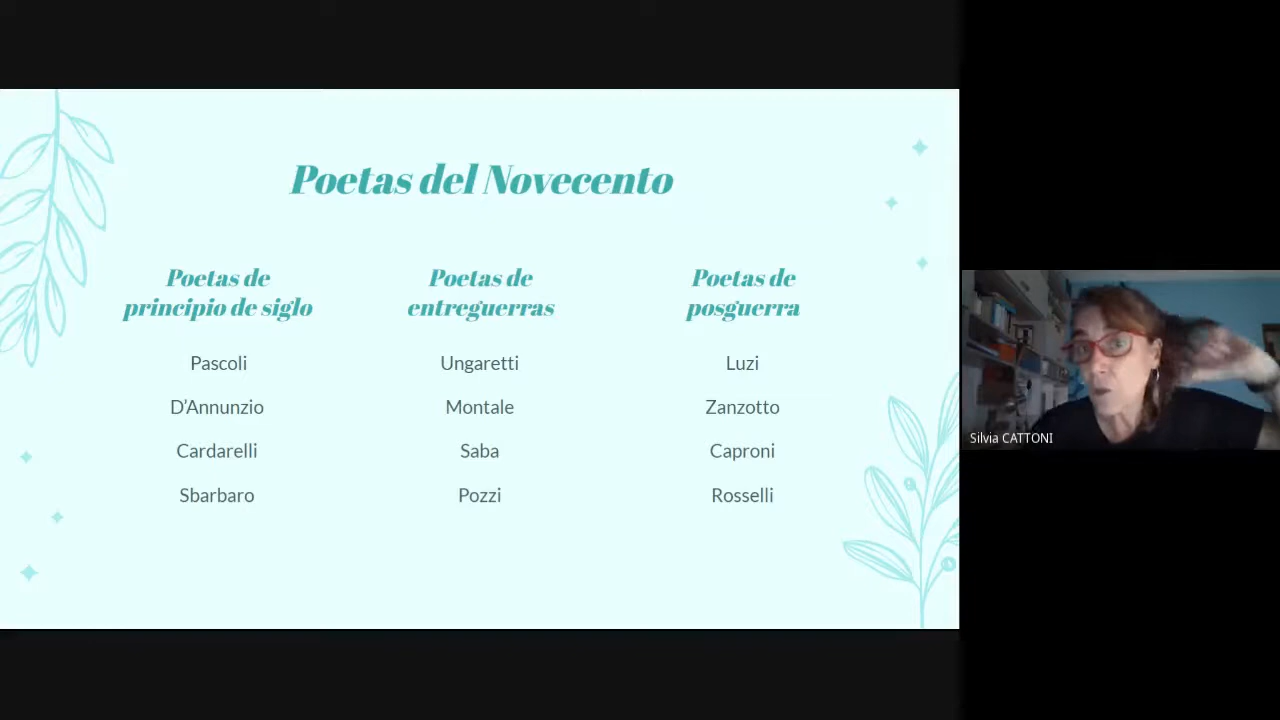 Poetas del Novecento
Poetas de
principio de siglo
Pascoli
D'Annunzio
Cardarelli
Sbarbaro
Poetas de
entreguerras
Ungaretti
Montale
Saba
Pozzi
Poetas de
posguerra
Luzi
Zanzotto
Caproni
Rosselli
Silvia CATTONI